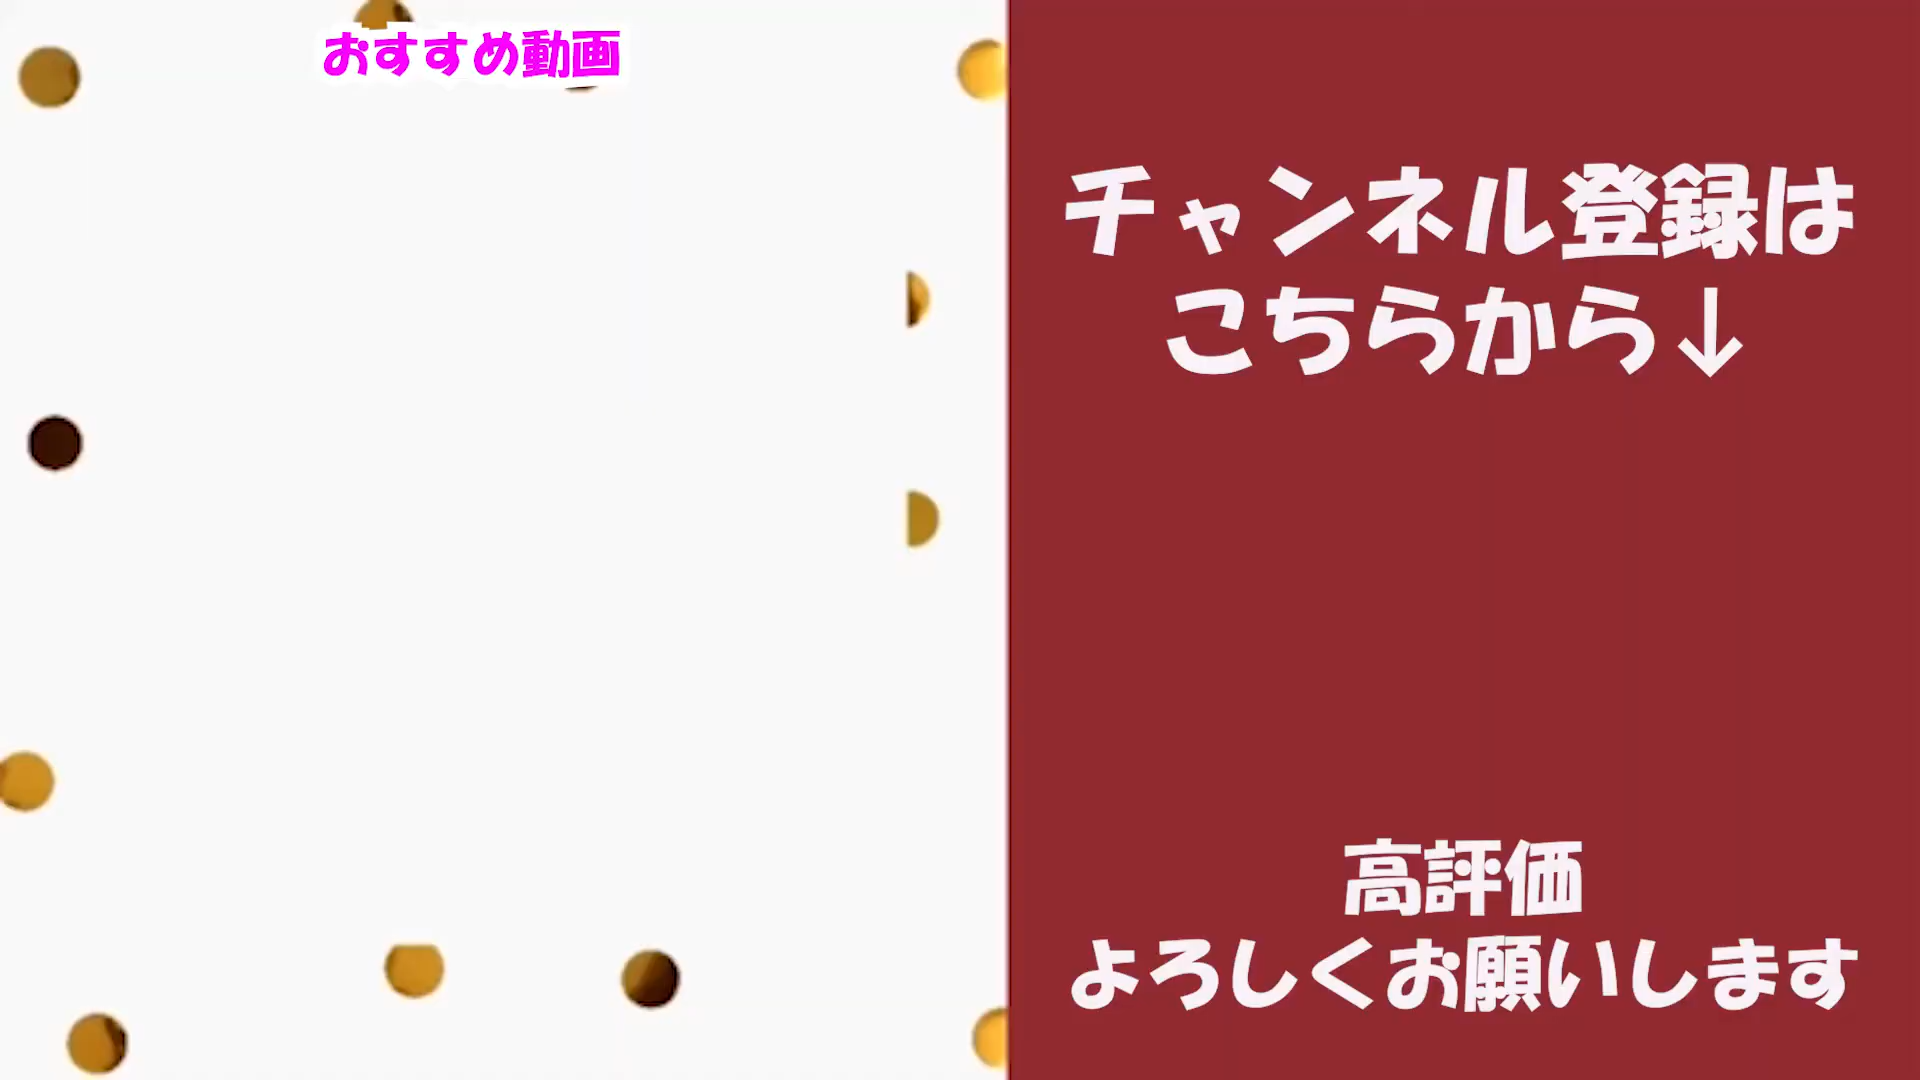 おすすめ動画
チャンネル登録は
こちらから↓
高評価
よろしくお願いします